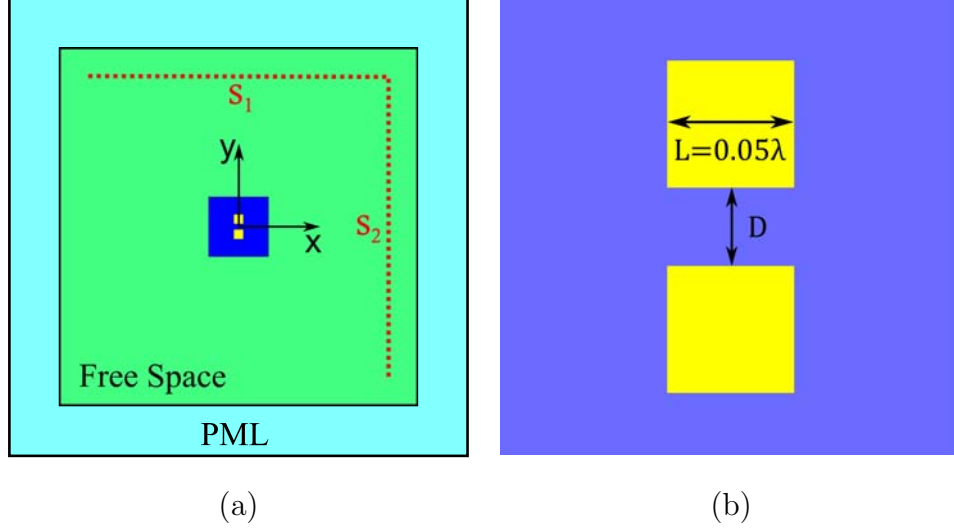 S₁
y
S₂
x
Free Space
PML
(a)
L=0.05λ
D
(b)